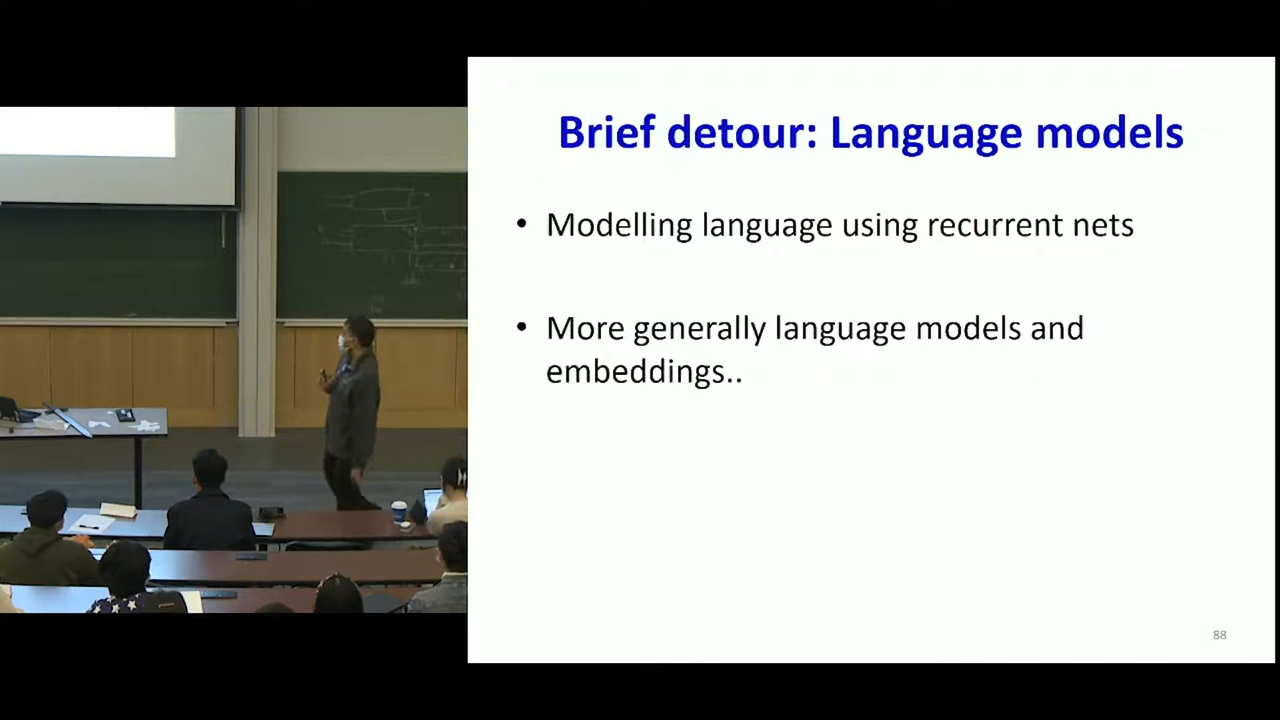 Brief detour: Language models
• Modelling language using recurrent nets
• More generally language models and
embeddings..
88